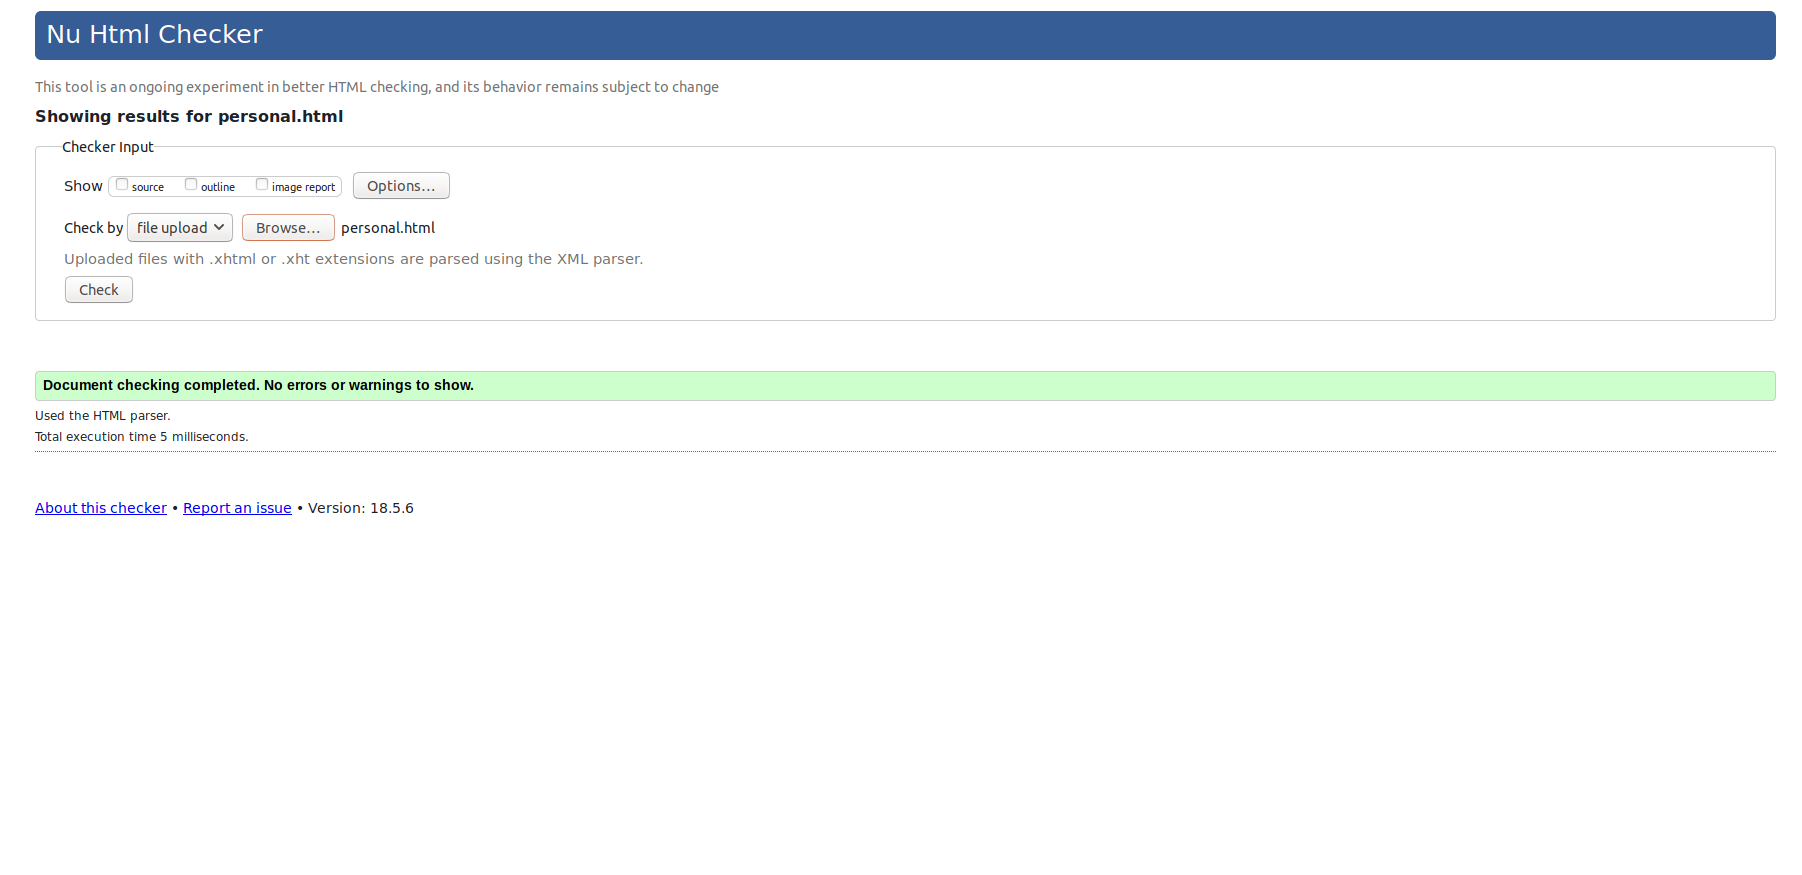 Nu Html Checker
This tool is an ongoing experiment in better HTML checking, and its behavior remains subject to change
Showing results for personal.html
Checker Input
Show source outline image report Options...
Check by file upload Browse... personal.html
Uploaded files with .xhtml or .xht extensions are parsed using the XML parser.
Check
Document checking completed. No errors or warnings to show.
Used the HTML parser.
Total execution time 5 milliseconds.
About this checker • Report an issue • Version: 18.5.6